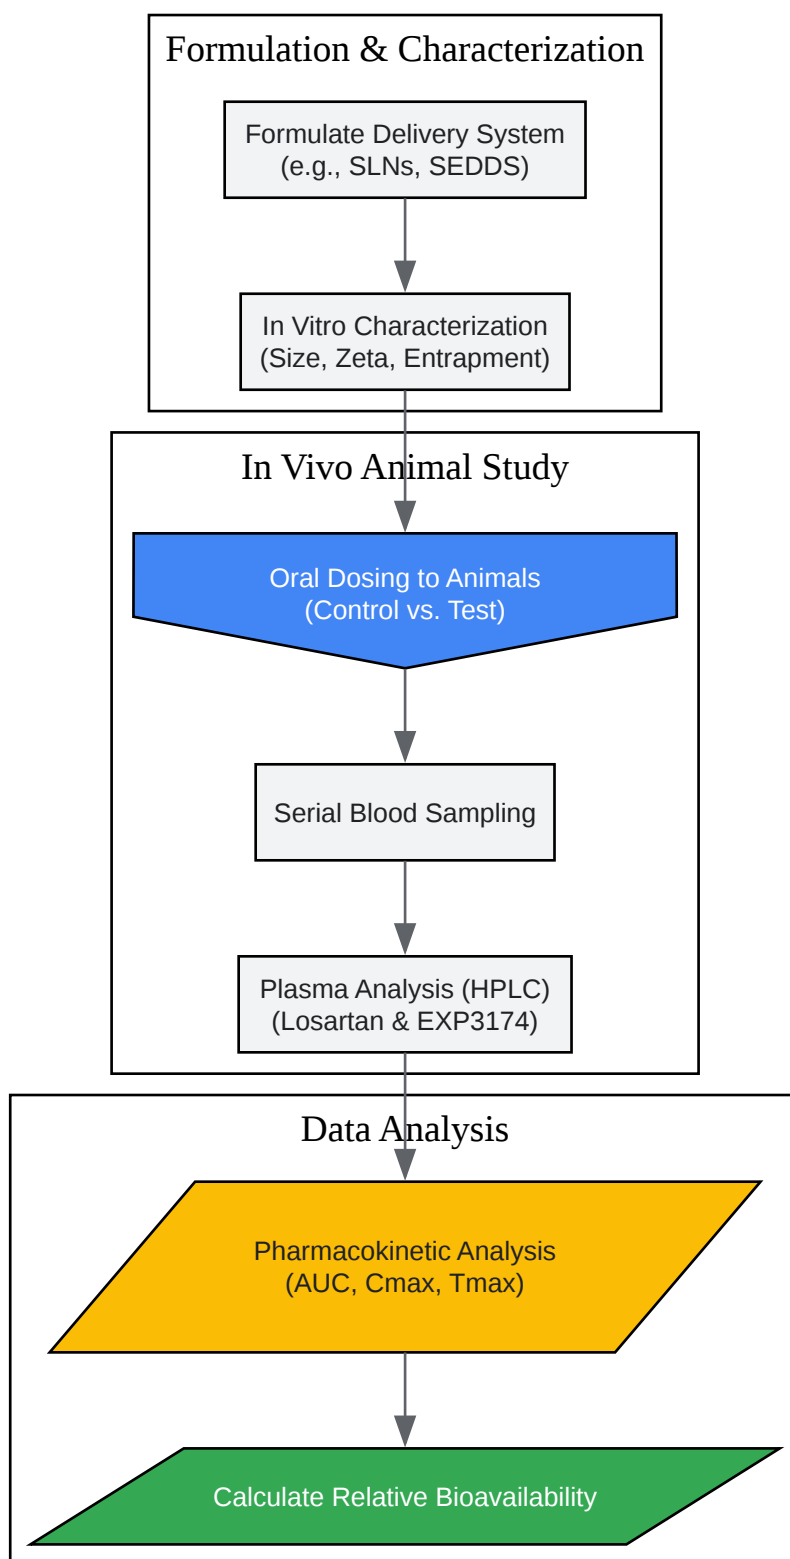 Formulation & Characterization
Formulate Delivery System
(e.g., SLNs, SEDDS)
In Vitro Characterization
(Size, Zeta, Entrapment)
In Vivo Animal Study
Oral Dosing to Animals
(Control vs. Test)
Serial Blood Sampling
Plasma Analysis (HPLC)
(Losartan & EXP3174)
Data Analysis
Pharmacokinetic Analysis
(AUC, Cmax, Tmax)
Calculate Relative Bioavailability